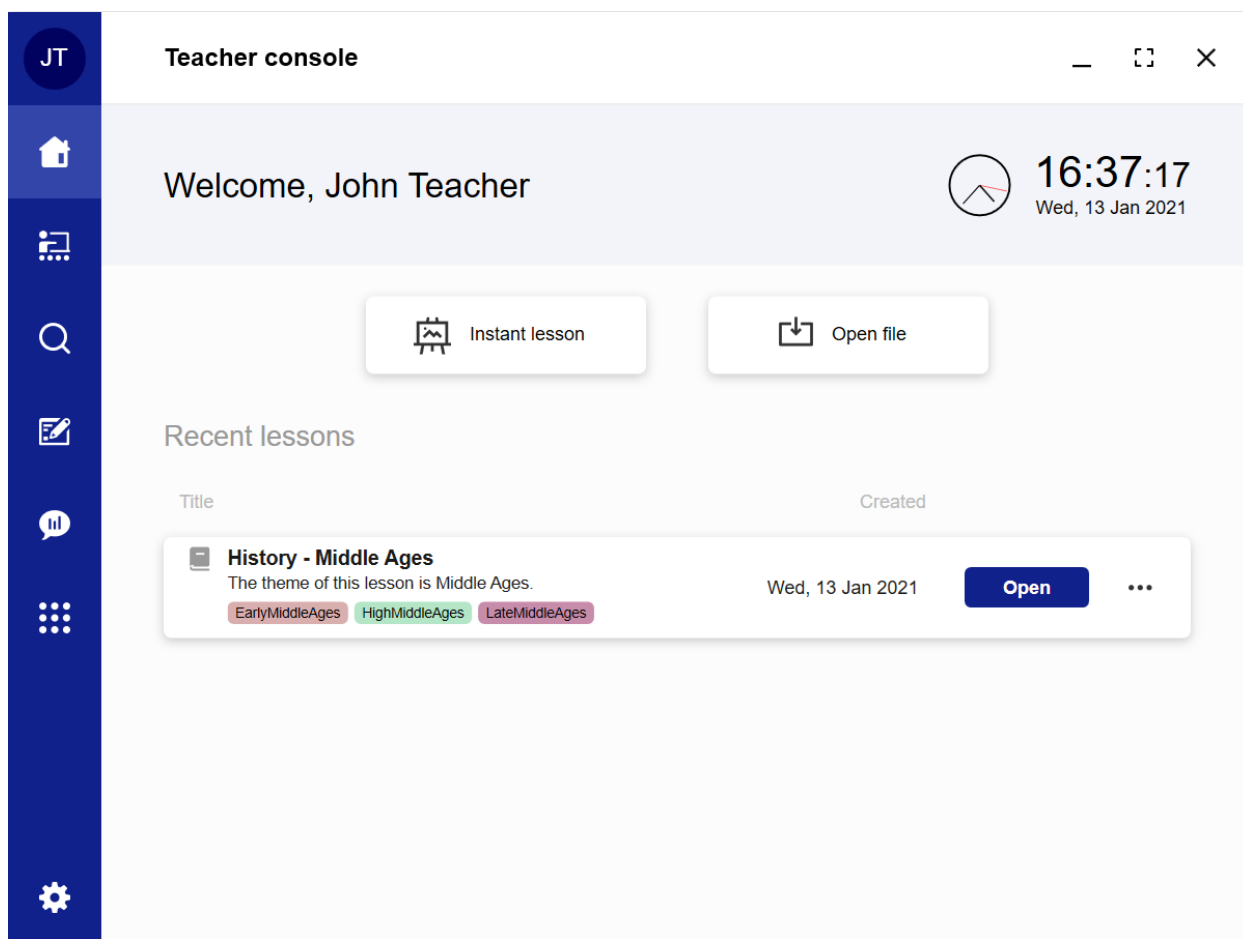 JT
Teacher console
Welcome, John Teacher
16:37:17
Wed, 13 Jan 2021
Instant lesson
Open file
Recent lessons
Title Created
History - Middle Ages
The theme of this lesson is Middle Ages.
EarlyMiddleAges HighMiddleAges LateMiddleAges
Wed, 13 Jan 2021
Open